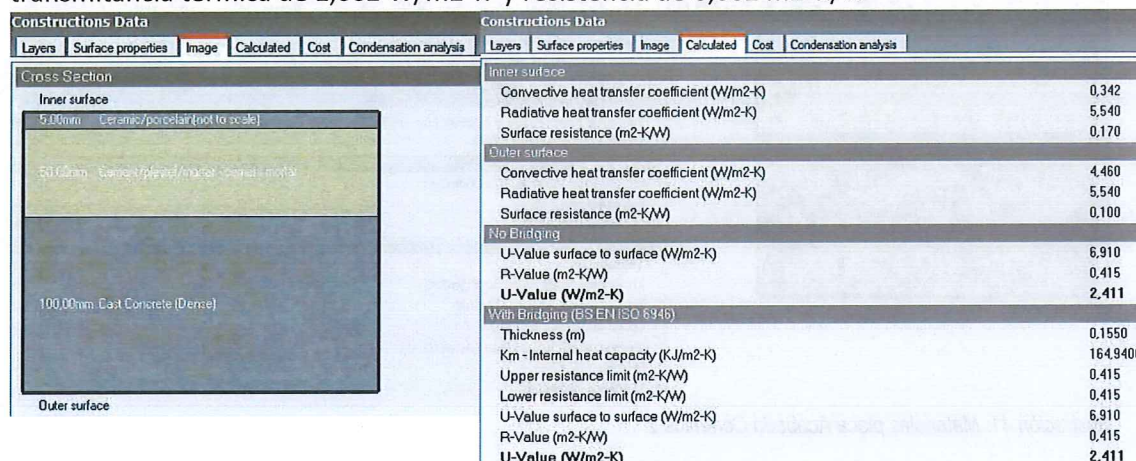 transmitancia térmica de
Constructions Data
Layers Surface properties Image Calculated Cost Condensation analysis
Cross Section
Inner surface
5,00mm Ceramic/porcelain(not to scale)
mortar
100,00mm Cast Concrete (Dense)
Outer surface
Constructions Data
Layers Surface properties Image Calculated Cost Condensation analysis
Inner surface
Convective heat transfer coefficient (W/m2-K) 0,342
Radiative heat transfer coefficient (W/m2-K) 5,540
Surface resistance (m2-K/W) 0,170
Outer surface
Convective heat transfer coefficient (W/m2-K) 4,460
Radiative heat transfer coefficient (W/m2-K) 5,540
Surface resistance (m2-K/W) 0,100
No Bridging
U-Value surface to surface (W/m2-K) 6,910
R-Value (m2-K/W) 0,415
U-Value (W/m2-K) 2,411
With Bridging (BS EN ISO 6946)
Thickness (m) 0,1550
Km - Internal heat capacity (KJ/m2-K) 164,9400
Upper resistance limit (m2-K/W) 0,415
Lower resistance limit (m2-K/W) 0,415
U-Value surface to surface (W/m2-K) 6,910
R-Value (m2-K/W) 0,415
U-Value (W/m2-K) 2,411